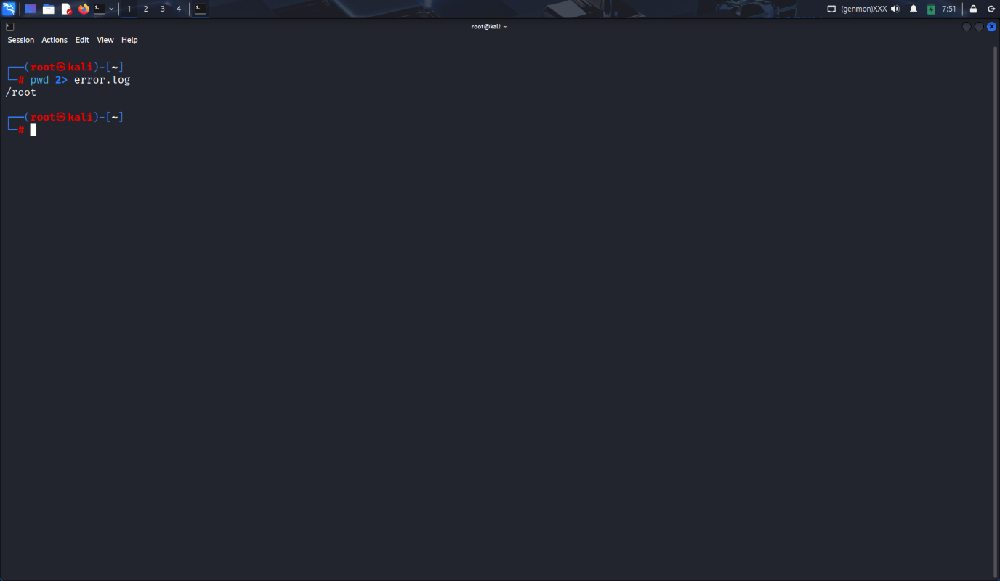 1 2 3 4 (genmon)XXX 7:51
root@kali: ~
Session Actions Edit View Help
┌──(root㉿kali)-[~]
└─# pwd 2> error.log
/root
┌──(root㉿kali)-[~]
└─#